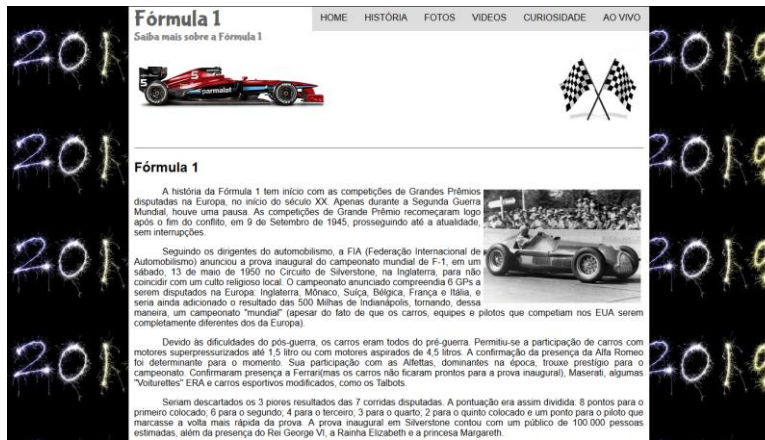 Fórmula 1
Saiba mais sobre a Fórmula 1
HOME HISTÓRIA FOTOS VIDEOS CURIOSIDADE AO VIVO
5
5
parmalat
201 2019
201 2019
201 2019
201 2019
Fórmula 1
A história da Fórmula 1 tem início com as competições de Grandes Prêmios
disputadas na Europa, no início do século XX. Apenas durante a Segunda Guerra
Mundial, houve uma pausa. As competições de Grande Prêmio recomeçaram logo
após o fim do conflito, em 9 de Setembro de 1945, prosseguindo até a atualidade,
sem interrupções.
Seguindo os dirigentes do automobilismo, a FIA (Federação Internacional de
Automobilismo) anunciou a prova inaugural do campeonato mundial de F-1, em um
sábado, 13 de maio de 1950 no Circuito de Silverstone, na Inglaterra, para não
coincidir com um culto religioso local. O campeonato anunciado compreendia 6 GPs a
serem disputados na Europa: Inglaterra, Mônaco, Suíça, Bélgica, França e Itália, e
seria ainda adicionado o resultado das 500 Milhas de Indianápolis, tornando, dessa
maneira, um campeonato "mundial" (apesar do fato de que os carros, equipes e pilotos que competiam nos EUA serem
completamente diferentes dos da Europa).
Devido às dificuldades do pós-guerra, os carros eram todos do pré-guerra. Permitiu-se a participação de carros com
motores superpressurizados até 1,5 litro ou com motores aspirados de 4,5 litros. A confirmação da presença da Alfa Romeo
foi determinante para o momento. Sua participação com as Alfettas, dominantes na época, trouxe prestígio para o
campeonato. Confirmaram presença a Ferrari(mas os carros não ficaram prontos para a prova inaugural), Maserati, algumas
"Voiturettes" ERA e carros esportivos modificados, como os Talbots.
Seriam descartados os 3 piores resultados das 7 corridas disputadas. A pontuação era assim dividida: 8 pontos para o
primeiro colocado; 6 para o segundo; 4 para o terceiro; 3 para o quarto; 2 para o quinto colocado e um ponto para o piloto que
marcasse a volta mais rápida da prova. A prova inaugural em Silverstone contou com um público de 100.000 pessoas
estimadas, além da presença do Rei George VI, a Rainha Elizabeth e a princesa Margareth.